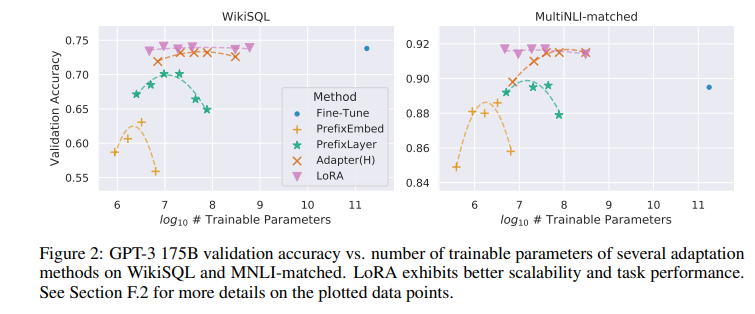 WikiSQL
MultiNLI-matched
Validation Accuracy
0.75
0.70
0.65
0.60
0.55
Method
Fine-Tune
PrefixEmbed
PrefixLayer
Adapter(H)
LoRA
6 7 8 9 10 11
log10 # Trainable Parameters
0.92
0.90
0.88
0.86
0.84
6 7 8 9 10 11
log10 # Trainable Parameters
Figure 2: GPT-3 175B validation accuracy vs. number of trainable parameters of several adaptation
methods on WikiSQL and MNLI-matched. LoRA exhibits better scalability and task performance.
See Section F.2 for more details on the plotted data points.